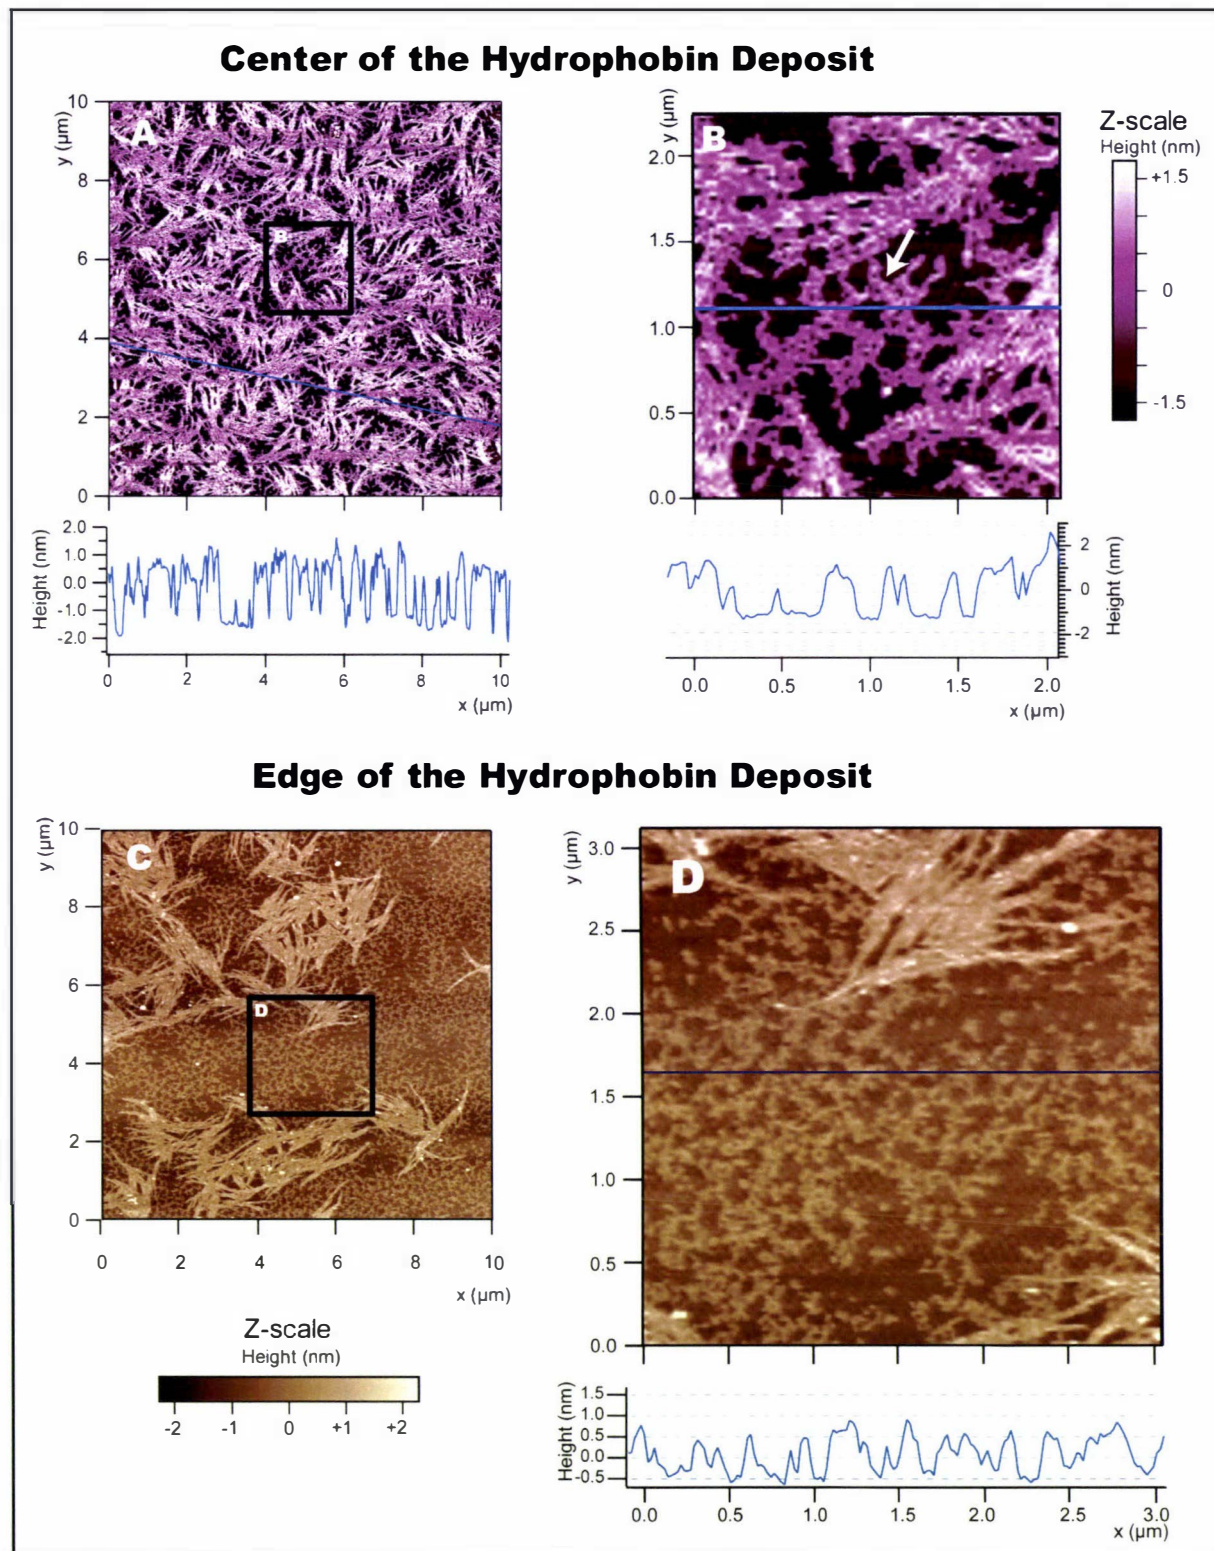 Center of the Hydrophobin Deposit
y (µm)
10
8
6
4
2
0
A
B
y (µm)
2.0
1.5
1.0
0.5
0.0
B
Z-scale
Height (nm)
+1.5
0
-1.5
Height (nm)
2.0
1.0
0.0
-1.0
-2.0
0 2 4 6 8 10
x (µm)
2
0
-2
Height (nm)
0.0 0.5 1.0 1.5 2.0
x (µm)
Edge of the Hydrophobin Deposit
y (µm)
10
8
6
4
2
0
C
D
0 2 4 6 8 10
x (µm)
Z-scale
Height (nm)
-2 -1 0 +1 +2
y (µm)
3.0
2.5
2.0
1.5
1.0
0.5
0.0
D
Height (nm)
1.5
1.0
0.5
0.0
-0.5
0.0 0.5 1.0 1.5 2.0 2.5 3.0
x (µm)